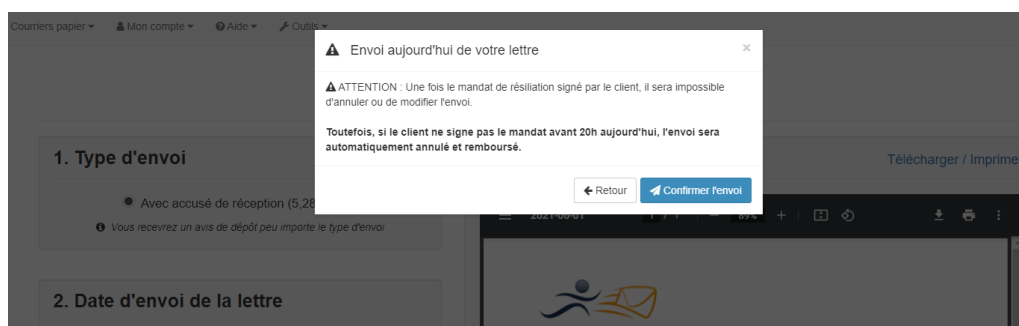 Courriers papier Mon compte Aide Outils
Envoi aujourd'hui de votre lettre ×
ATTENTION : Une fois le mandat de résiliation signé par le client, il sera impossible
d'annuler ou de modifier l'envoi.
Toutefois, si le client ne signe pas le mandat avant 20h aujourd'hui, l'envoi sera
automatiquement annulé et remboursé.
Retour Confirmer l'envoi
1. Type d'envoi
Télécharger / Imprime
Avec accusé de réception (5,28
Vous recevrez un avis de dépôt peu importe le type d'envoi
1 / 1 89%
2. Date d'envoi de la lettre